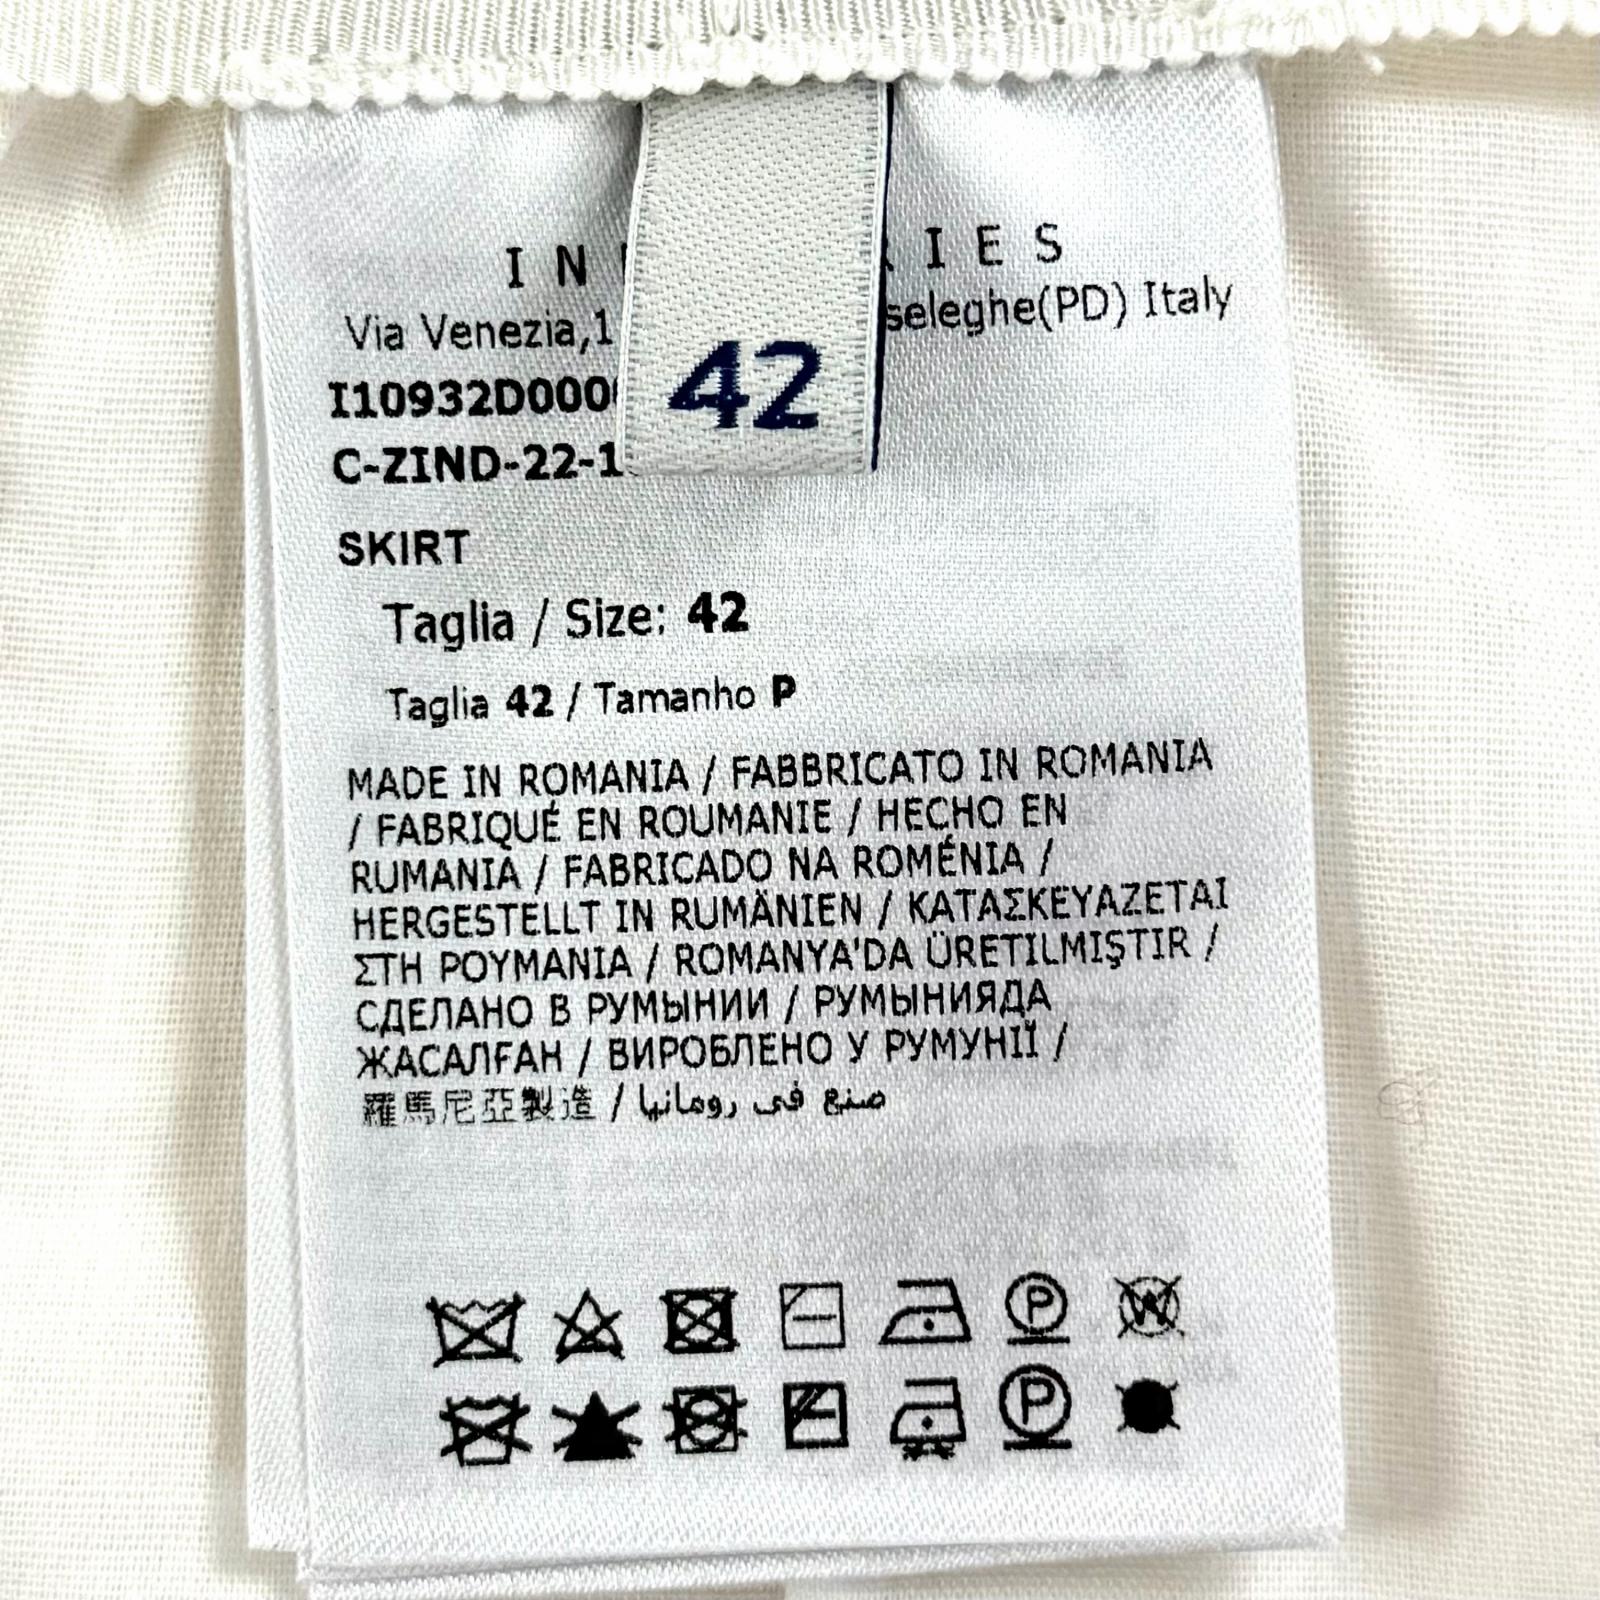 I N
I E S
Via Venezia,1
seleghe(PD) Italy
I10932D000
42
C-ZIND-22-1
SKIRT
Taglia / Size: 42
Taglia 42 / Tamanho P
MADE IN ROMANIA / FABBRICATO IN ROMANIA
/ FABRIQUÉ EN ROUMANIE / HECHO EN
RUMANIA / FABRICADO NA ROMÉNIA /
HERGESTELLT IN RUMÄNIEN / ΚΑΤΑΣΚΕΥΑΖΕΤΑΙ
ΣΤΗ ΡΟΥΜΑΝΙΑ / ROMANYA'DA ÜRETILMIŞTIR /
СДЕЛАНО В РУМЫНИИ / РУМЫНИЯДА
ЖАСАЛҒАН / ВИРОБЛЕНО У РУМУНІЇ /
羅馬尼亞製造 / صنع في رومانيا
P W
P